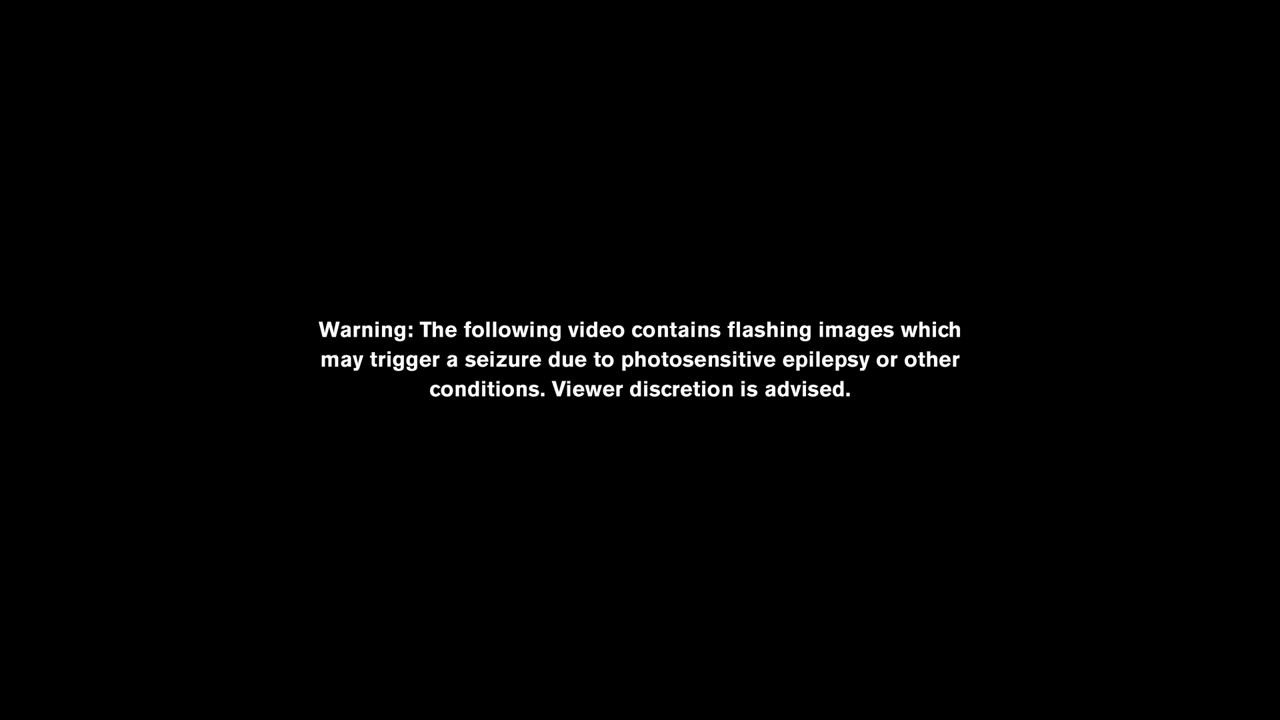 Warning: The following video contains flashing images which
may trigger a seizure due to photosensitive epilepsy or other
conditions. Viewer discretion is advised.